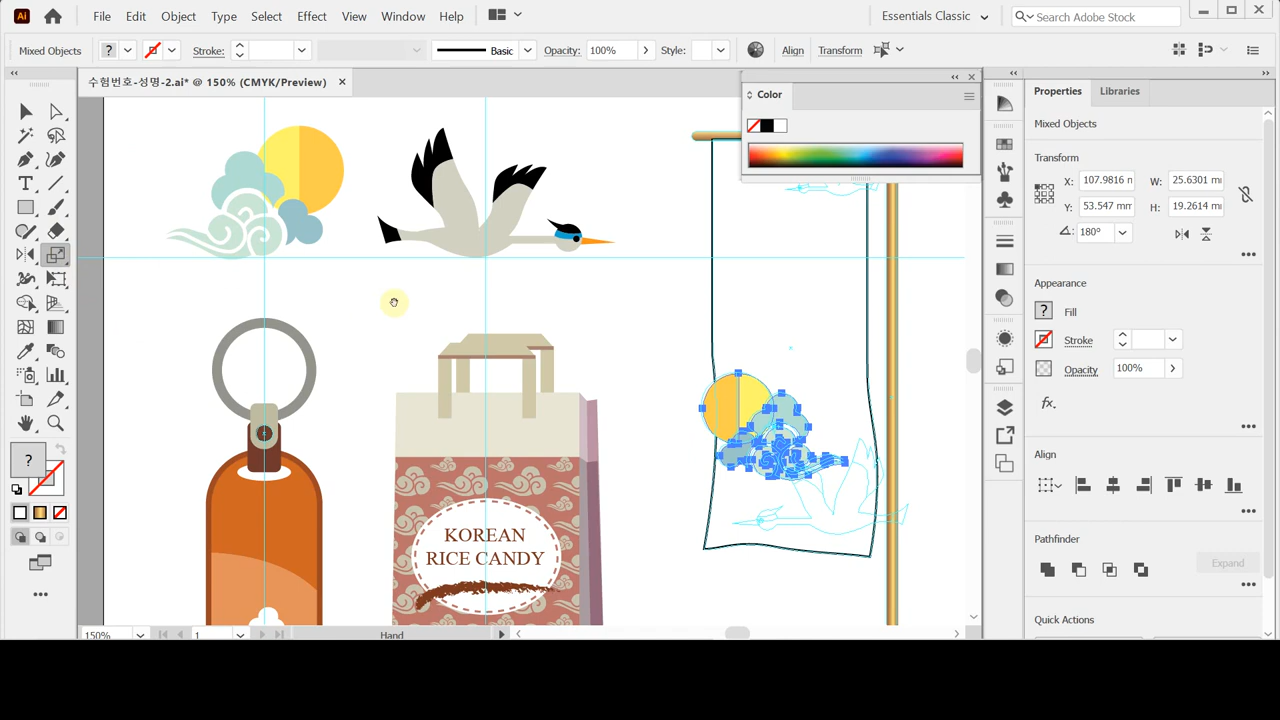 Ai File Edit Object Type Select Effect View Window Help Essentials Classic Search Adobe Stock
Mixed Objects ? Stroke: Basic Opacity: 100% Style: Align Transform
수험번호-성명-2.ai* @ 150% (CMYK/Preview)
Color
Properties Libraries
Mixed Objects
Transform
X: 107.9816 m W: 25.6301 m
Y: 53.547 mm H: 19.2614 m
180°
Appearance
? Fill
Stroke
Opacity 100%
fx.
Align
Pathfinder
Expand
Quick Actions
KOREAN
RICE CANDY
?
150% 1 Hand